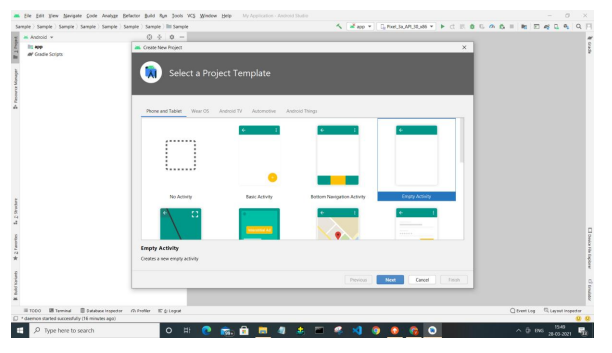 File Edit View Navigate Code Analyze Refactor Build Run Tools VCS Window Help My Application - Android Studio
Sample Sample Sample Sample Sample Sample Sample app Pixel_3a_API_30_x86
Android
app
Gradle Scripts
Create New Project
Select a Project Template
Phone and Tablet Wear OS Android TV Automotive Android Things
No Activity Basic Activity Bottom Navigation Activity Empty Activity
Empty Activity
Creates a new empty activity
Previous Next Cancel Finish
Resource Manager
Structure
Favorites
Build Variants
Gradle
Device File Explorer
Emulator
TODO Terminal Database Inspector Profiler Logcat Event Log Layout Inspector
* daemon started successfully (16 minutes ago)
Type here to search
ENG
15:49
28-03-2021